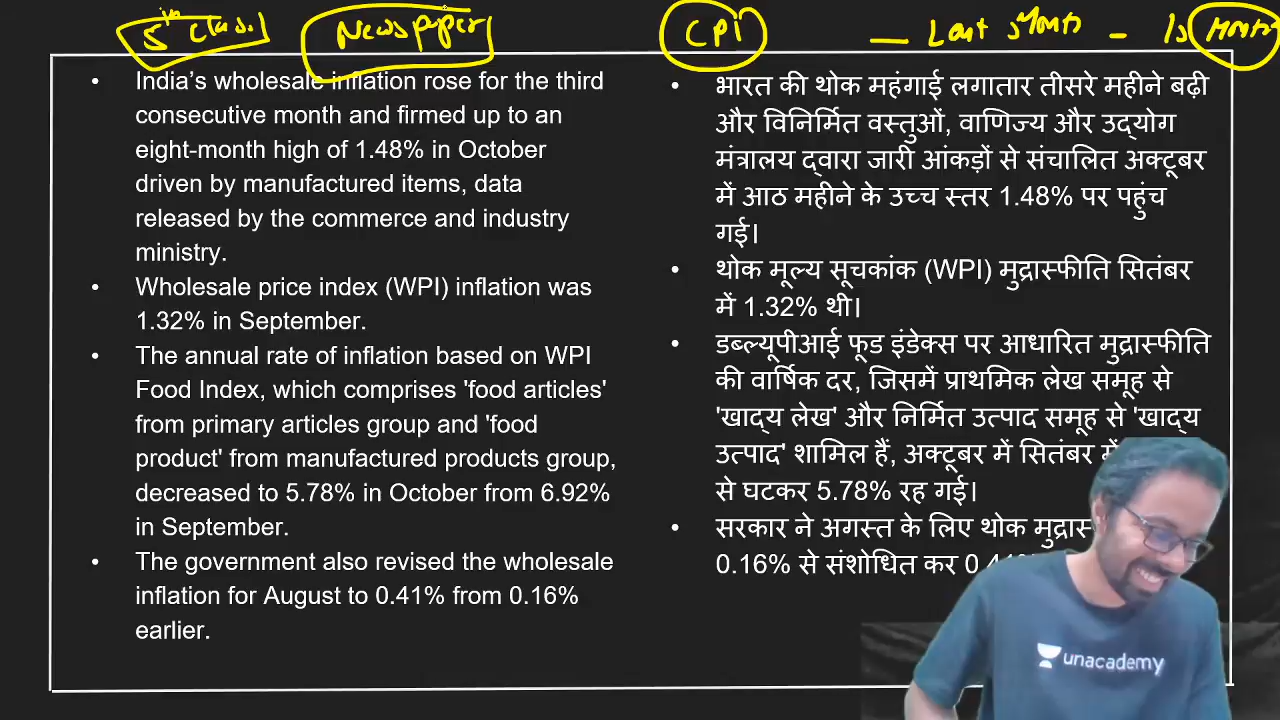 5th Class. Newspaper CPI — Last Month - Is Month
• India's wholesale inflation rose for the third
consecutive month and firmed up to an
eight-month high of 1.48% in October
driven by manufactured items, data
released by the commerce and industry
ministry.
• Wholesale price index (WPI) inflation was
1.32% in September.
• The annual rate of inflation based on WPI
Food Index, which comprises 'food articles'
from primary articles group and 'food
product' from manufactured products group,
decreased to 5.78% in October from 6.92%
in September.
• The government also revised the wholesale
inflation for August to 0.41% from 0.16%
earlier.
• भारत की थोक महंगाई लगातार तीसरे महीने बढ़ी
और विनिर्मित वस्तुओं, वाणिज्य और उद्योग
मंत्रालय द्वारा जारी आंकड़ों से संचालित अक्टूबर
में आठ महीने के उच्च स्तर 1.48% पर पहुंच
गई।
• थोक मूल्य सूचकांक (WPI) मुद्रास्फीति सितंबर
में 1.32% थी।
• डब्ल्यूपीआई फूड इंडेक्स पर आधारित मुद्रास्फीति
की वार्षिक दर, जिसमें प्राथमिक लेख समूह से
'खाद्य लेख' और निर्मित उत्पाद समूह से 'खाद्य
उत्पाद' शामिल हैं, अक्टूबर में सितंबर में
से घटकर 5.78% रह गई।
• सरकार ने अगस्त के लिए थोक
0.16% से संशोधित कर
unacademy